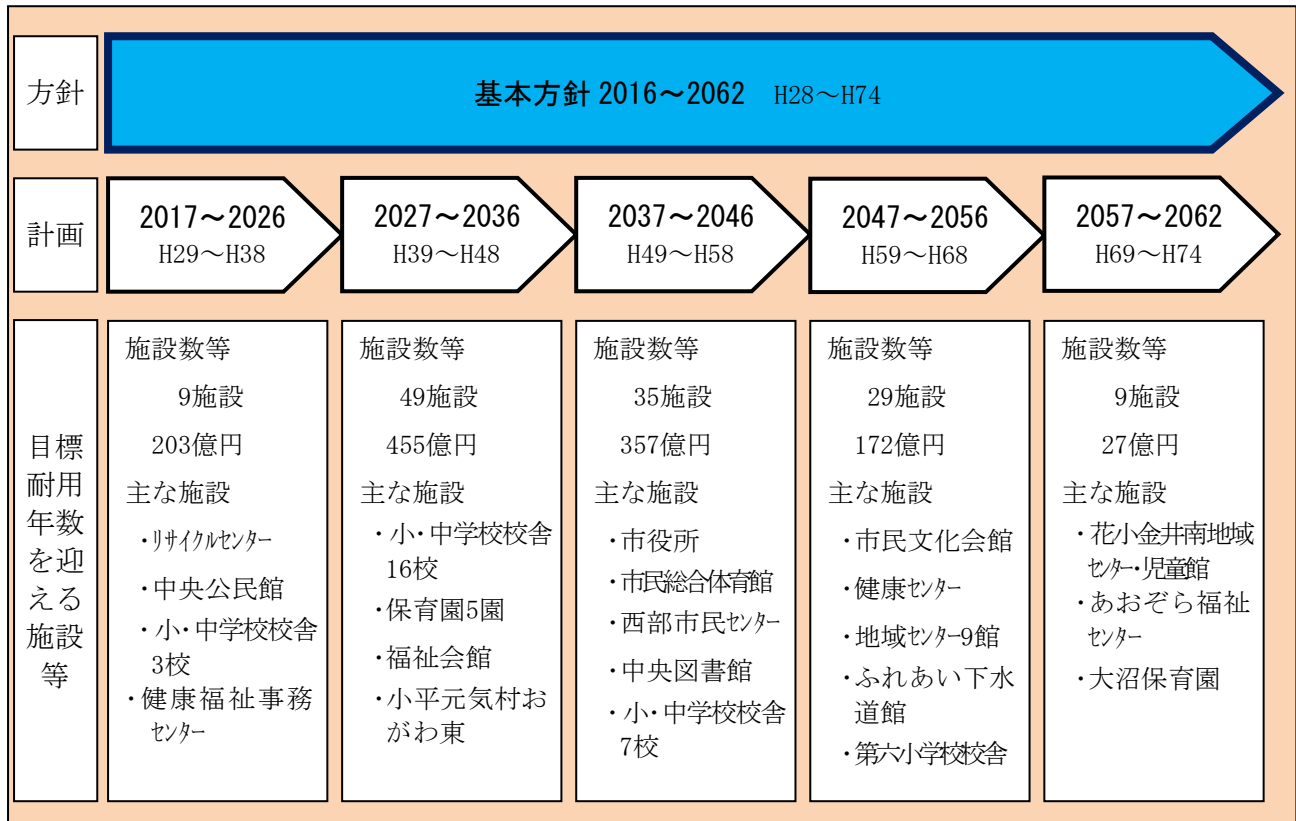 方針
基本方針 2016～2062 H28～H74
計画
2017～2026
H29～H38
2027～2036
H39～H48
2037～2046
H49～H58
2047～2056
H59～H68
2057～2062
H69～H74
目標
耐用
年数
を迎
える
施設
等
施設数等
9施設
203億円
主な施設
・ﾘｻｲｸﾙｾﾝﾀｰ
・中央公民館
・小・中学校校舎
3校
・健康福祉事務
ｾﾝﾀｰ
施設数等
49施設
455億円
主な施設
・小・中学校校舎
16校
・保育園5園
・福祉会館
・小平元気村お
がわ東
施設数等
35施設
357億円
主な施設
・市役所
・市民総合体育館
・西部市民ｾﾝﾀｰ
・中央図書館
・小・中学校校舎
7校
施設数等
29施設
172億円
主な施設
・市民文化会館
・健康ｾﾝﾀｰ
・地域ｾﾝﾀｰ9館
・ふれあい下水
道館
・第六小学校校舎
施設数等
9施設
27億円
主な施設
・花小金井南地域
ｾﾝﾀｰ・児童館
・あおぞら福祉
ｾﾝﾀｰ
・大沼保育園